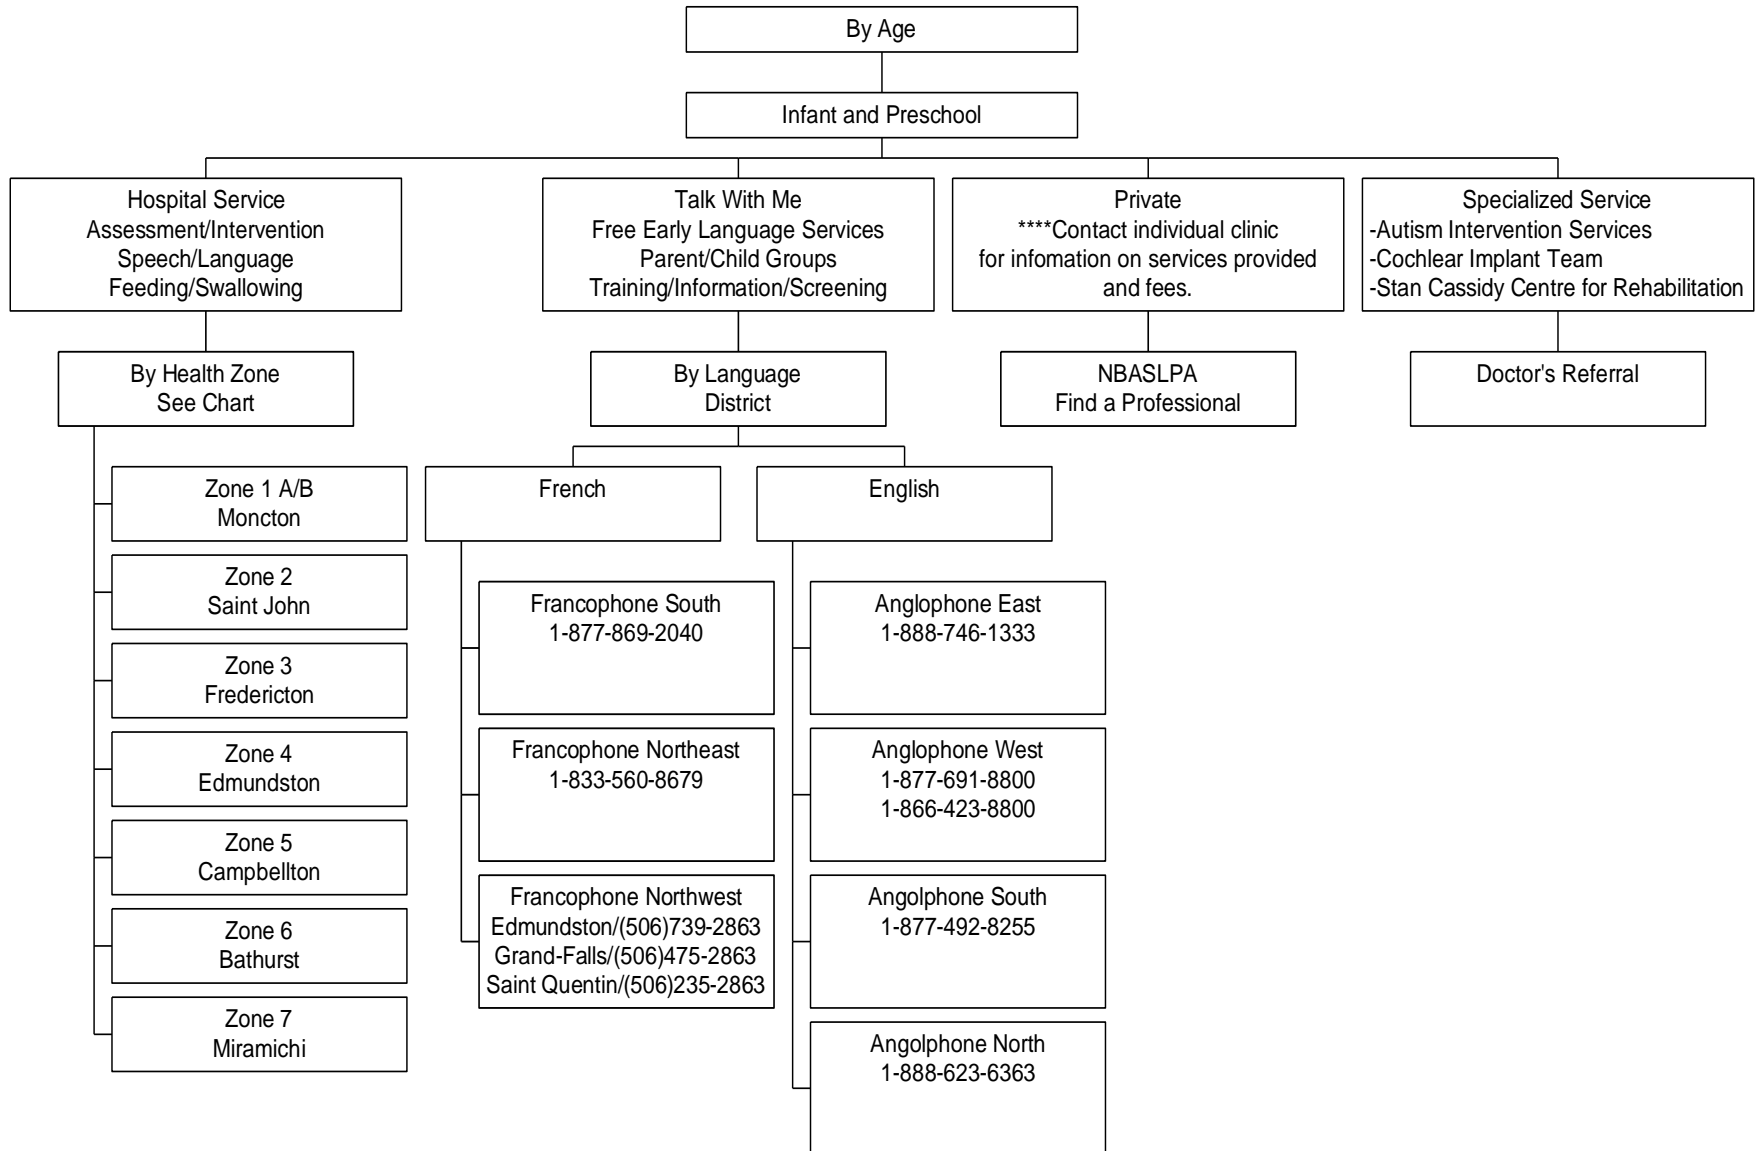 By Age
Infant and Preschool
Hospital Service
Assessment/Intervention
Speech/Language
Feeding/Swallowing
Talk With Me
Free Early Language Services
Parent/Child Groups
Training/Information/Screening
Private
****Contact individual clinic
for infomation on services provided
and fees.
Specialized Service
-Autism Intervention Services
-Cochlear Implant Team
-Stan Cassidy Centre for Rehabilitation
By Health Zone
See Chart
By Language
District
NBASLPA
Find a Professional
Doctor's Referral
Zone 1 A/B
Moncton
Zone 2
Saint John
Zone 3
Fredericton
Zone 4
Edmundston
Zone 5
Campbellton
Zone 6
Bathurst
Zone 7
Miramichi
French
Francophone South
1-877-869-2040
Francophone Northeast
1-833-560-8679
Francophone Northwest
Edmundston/(506)739-2863
Grand-Falls/(506)475-2863
Saint Quentin/(506)235-2863
English
Anglophone East
1-888-746-1333
Anglophone West
1-877-691-8800
1-866-423-8800
Angolphone South
1-877-492-8255
Angolphone North
1-888-623-6363